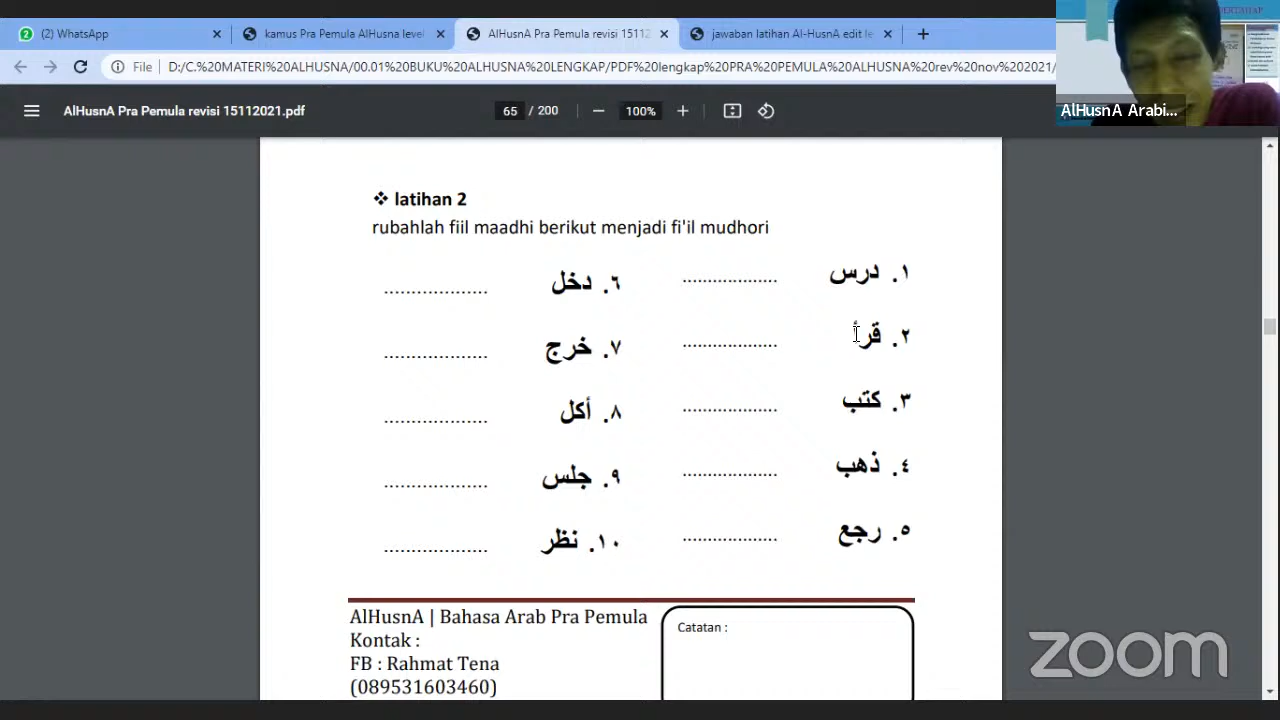 (2) WhatsApp
kamus Pra Pemula AlHusna level
AlHusnA Pra Pemula revisi 15112
jawaban latihan Al-HusnA edit le
File
D:/C.%20MATERI%20ALHUSNA/00.01%20BUKU%20ALHUSNA%20LENGKAP/PDF%20lengkap%20PRA%20PEMULA%20ALHUSNA%20rev%20nov%202021/
AlHusnA Pra Pemula revisi 15112021.pdf
65 / 200
100%
AlHusnA Arabi...
❖ latihan 2
rubahlah fiil maadhi berikut menjadi fi'il mudhori
١. درس ..................
٢. قرأ ..................
٣. كتب ..................
٤. ذهب ..................
٥. رجع ..................
٦. دخل ...................
٧. خرج ...................
٨. أكل ...................
٩. جلس ...................
١٠. نظر ...................
AlHusnA | Bahasa Arab Pra Pemula
Kontak :
FB : Rahmat Tena
(089531603460)
Catatan :
zoom